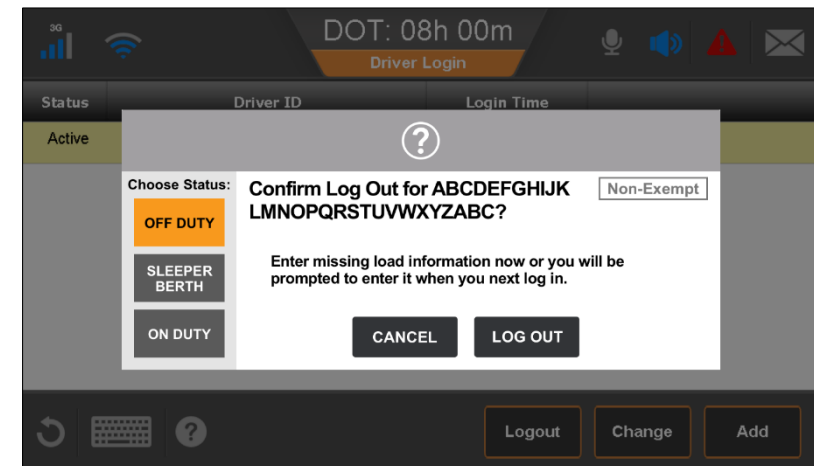 3G
DOT: 08h 00m
Driver Login
Status Driver ID Login Time
Active
Choose Status:
OFF DUTY
SLEEPER
BERTH
ON DUTY
Confirm Log Out for ABCDEFGHIJK
LMNOPQRSTUVWXYZABC?
Non-Exempt
Enter missing load information now or you will
prompted to enter it when you next log in.
CANCEL LOG OUT
Logout Change Add